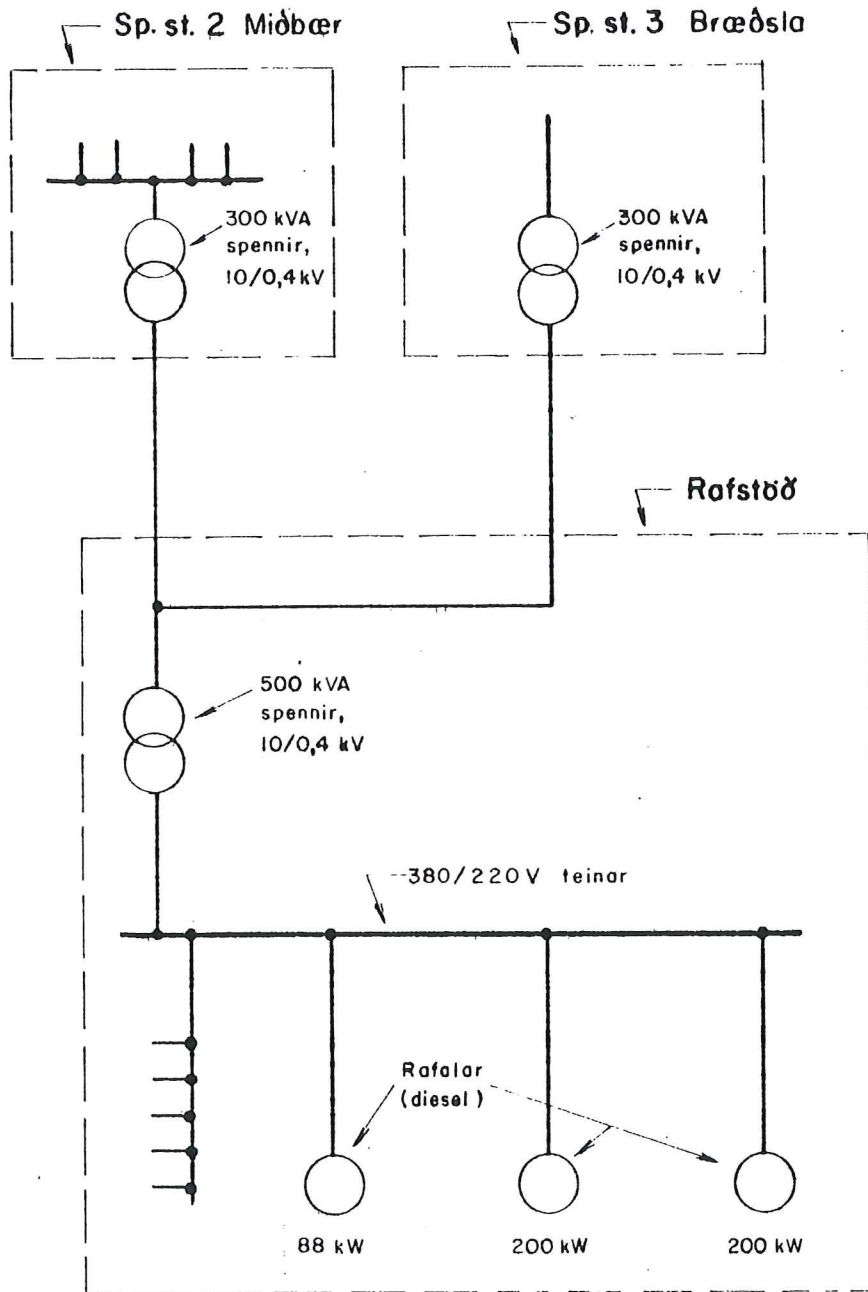 Sp. st. 2 Miðbær
Sp. st. 3 Bræðsla
300 kVA
spennir,
10/0,4 kV
300 kVA
spennir,
10/0,4 kV
Rafstöð
500 kVA
spennir,
10/0,4 kV
380/220V teinar
Rafalar
(diesel)
88 kW
200 kW
200 kW